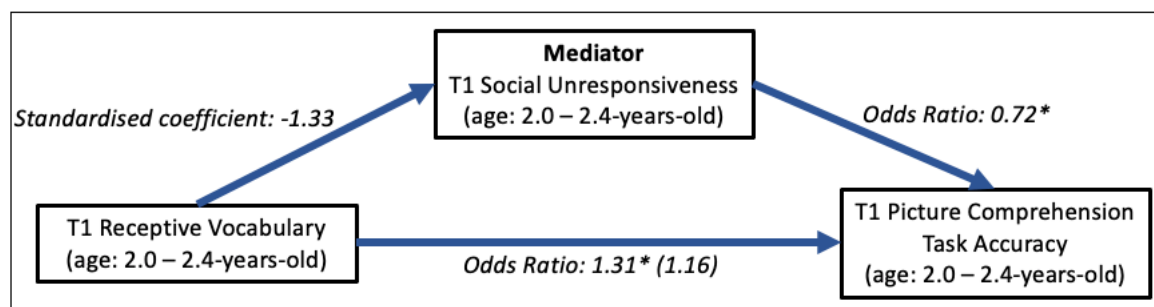 Mediator
T1 Social Unresponsiveness
(age: 2.0 – 2.4-years-old)
Standardised coefficient: -1.33
Odds Ratio: 0.72*
T1 Receptive Vocabulary
(age: 2.0 – 2.4-years-old)
Odds Ratio: 1.31* (1.16)
T1 Picture Comprehension
Task Accuracy
(age: 2.0 – 2.4-years-old)